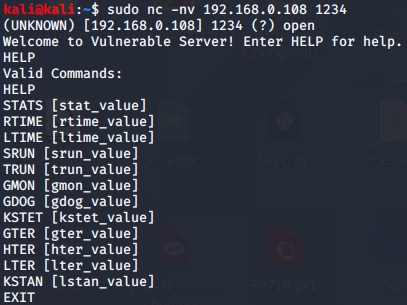 kali@kali:~$ sudo nc -nv 192.168.0.108 1234
(UNKNOWN) [192.168.0.108] 1234 (?) open
Welcome to Vulnerable Server! Enter HELP for help.
HELP
Valid Commands:
HELP
STATS [stat_value]
RTIME [rtime_value]
LTIME [ltime_value]
SRUN [srun_value]
TRUN [trun_value]
GMON [gmon_value]
GDOG [gdog_value]
KSTET [kstet_value]
GTER [gter_value]
HTER [hter_value]
LTER [lter_value]
KSTAN [lstan_value]
EXIT